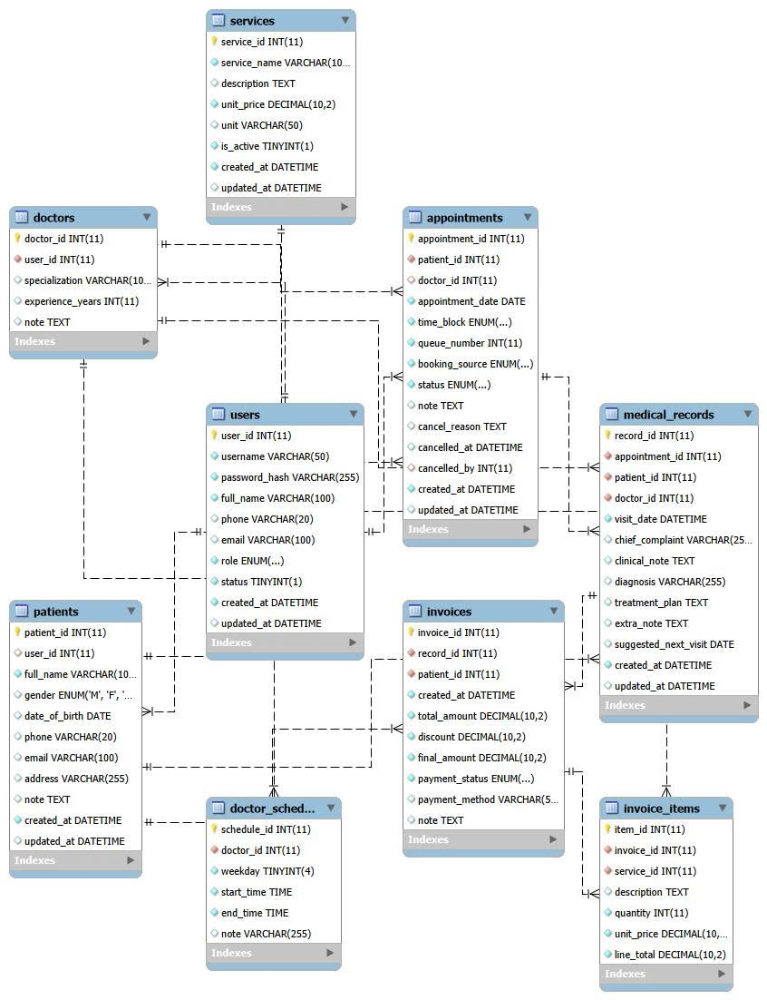 services
service_id INT(11)
service_name VARCHAR(10...
description TEXT
unit_price DECIMAL(10,2)
unit VARCHAR(50)
is_active TINYINT(1)
created_at DATETIME
updated_at DATETIME
Indexes
doctors
doctor_id INT(11)
user_id INT(11)
specialization VARCHAR(10...
experience_years INT(11)
note TEXT
Indexes
appointments
appointment_id INT(11)
patient_id INT(11)
doctor_id INT(11)
appointment_date DATE
time_block ENUM(...)
queue_number INT(11)
booking_source ENUM(...)
status ENUM(...)
note TEXT
cancel_reason TEXT
cancelled_at DATETIME
cancelled_by INT(11)
created_at DATETIME
updated_at DATETIME
Indexes
users
user_id INT(11)
username VARCHAR(50)
password_hash VARCHAR(255)
full_name VARCHAR(100)
phone VARCHAR(20)
email VARCHAR(100)
role ENUM(...)
status TINYINT(1)
created_at DATETIME
updated_at DATETIME
Indexes
medical_records
record_id INT(11)
appointment_id INT(11)
patient_id INT(11)
doctor_id INT(11)
visit_date DATETIME
chief_complaint VARCHAR(25...
clinical_note TEXT
diagnosis VARCHAR(255)
treatment_plan TEXT
extra_note TEXT
suggested_next_visit DATE
created_at DATETIME
updated_at DATETIME
Indexes
patients
patient_id INT(11)
user_id INT(11)
full_name VARCHAR(10...
gender ENUM('M', 'F', '...
date_of_birth DATE
phone VARCHAR(20)
email VARCHAR(100)
address VARCHAR(255)
note TEXT
created_at DATETIME
updated_at DATETIME
Indexes
invoices
invoice_id INT(11)
record_id INT(11)
patient_id INT(11)
created_at DATETIME
total_amount DECIMAL(10,2)
discount DECIMAL(10,2)
final_amount DECIMAL(10,2)
payment_status ENUM(...)
payment_method VARCHAR(5...
note TEXT
Indexes
doctor_sched...
schedule_id INT(11)
doctor_id INT(11)
weekday TINYINT(4)
start_time TIME
end_time TIME
note VARCHAR(255)
Indexes
invoice_items
item_id INT(11)
invoice_id INT(11)
service_id INT(11)
description TEXT
quantity INT(11)
unit_price DECIMAL(10,...
line_total DECIMAL(10,2)
Indexes